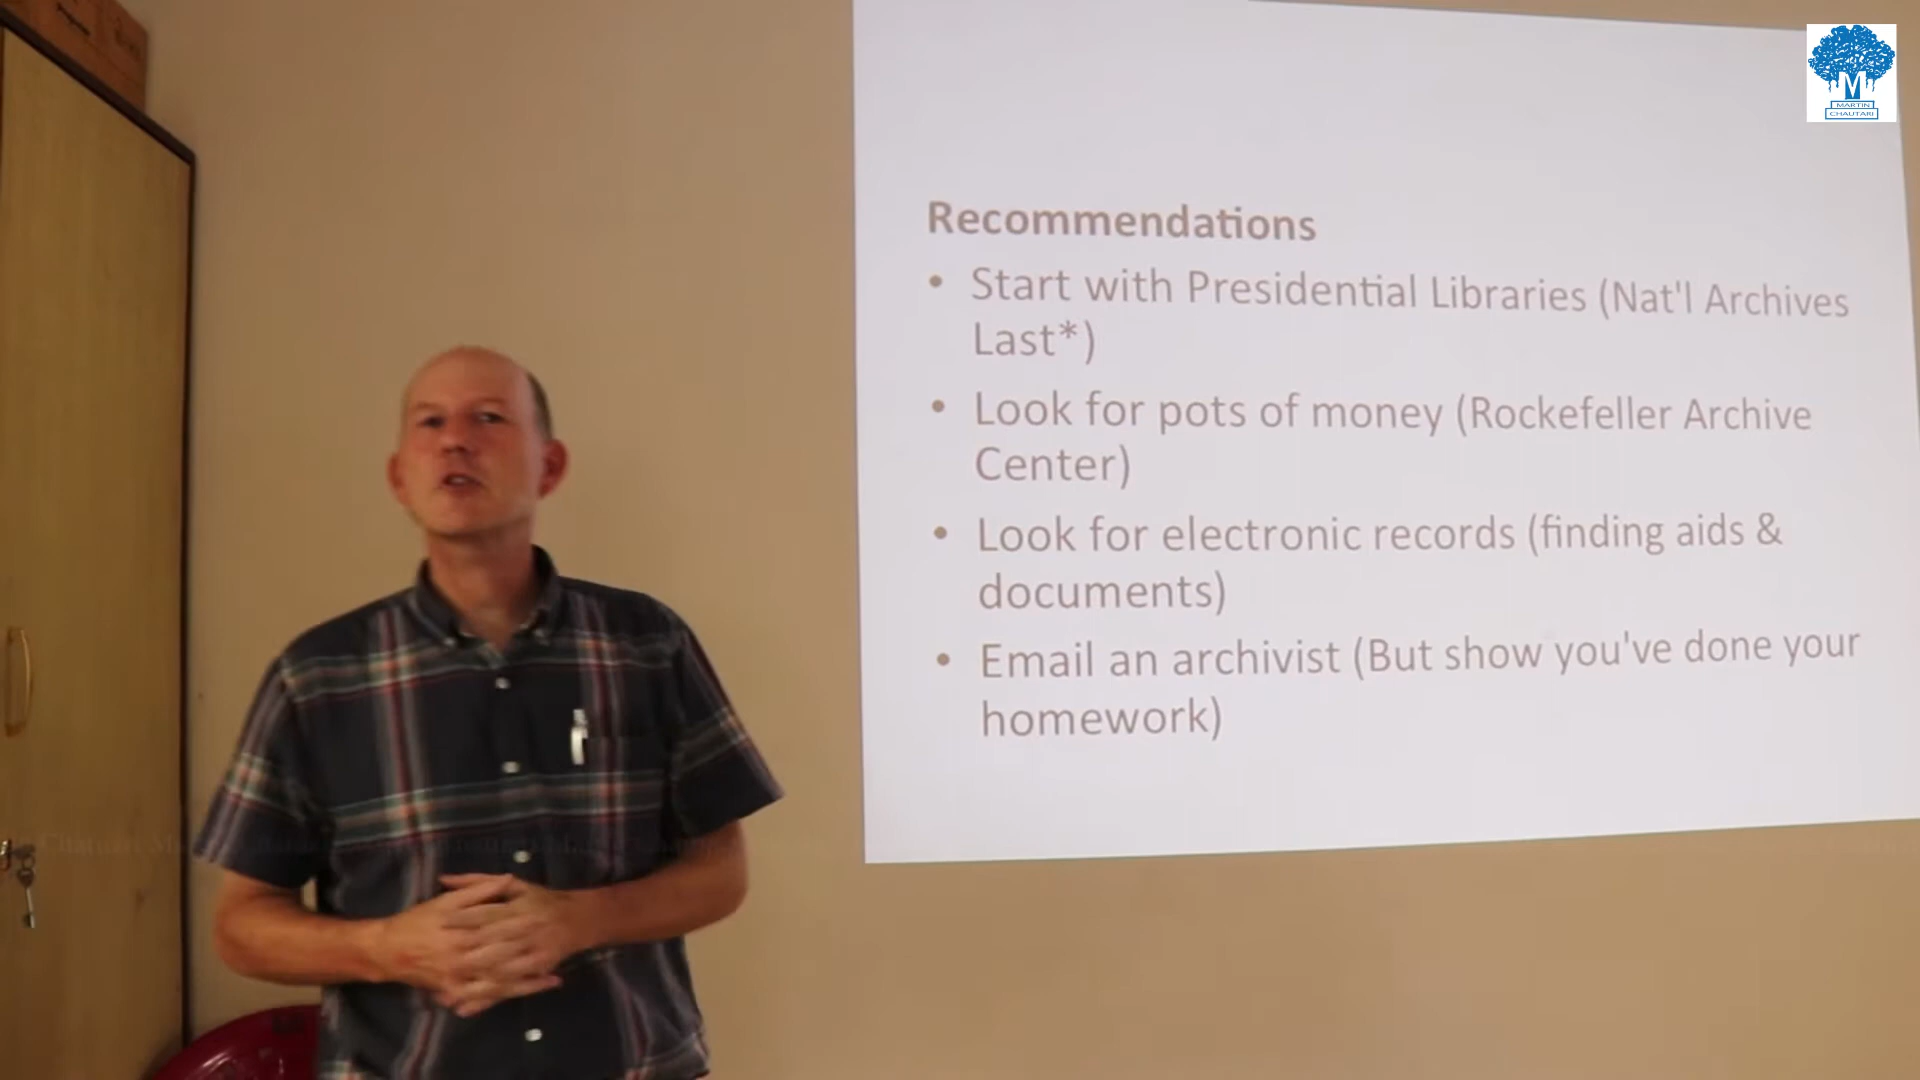 M
MARTIN
CHAUTARI
Recommendations
• Start with Presidential Libraries (Nat'l Archives
Last*)
• Look for pots of money (Rockefeller Archive
Center)
• Look for electronic records (finding aids &
documents)
• Email an archivist (But show you've done your
homework)